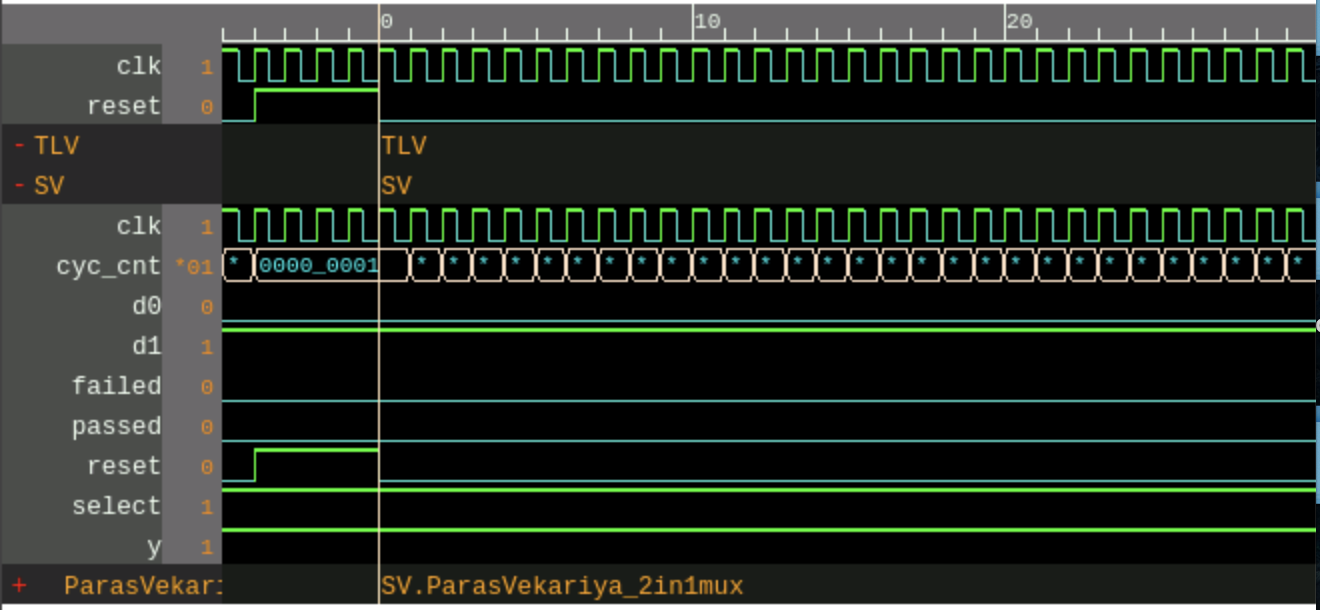 0 10 20
clk 1
reset 0
- TLV TLV
- SV SV
clk 1
cyc_cnt *01 * 0000_0001 * * * * * * * * * * * * * * * * * * * * * * * * * * * * *
d0 0
d1 1
failed 0
passed 0
reset 0
select 1
y 1
+ ParasVekari SV.ParasVekariya_2in1mux